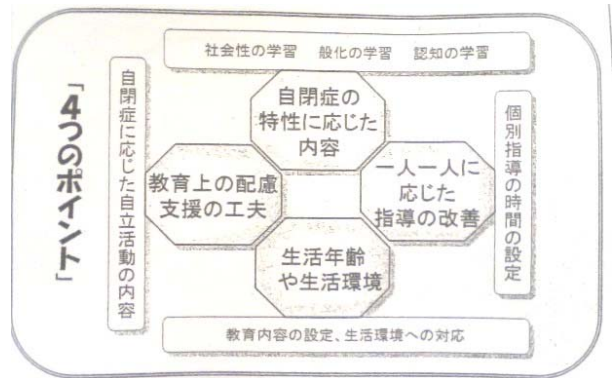 「4つのポイント」
自閉症に応じた自立活動の内容
社会性の学習 般化の学習 認知の学習
自閉症の
特性に応じた
内容
教育上の配慮
支援の工夫
一人一人に
応じた
指導の改善
生活年齢
や生活環境
個別指導の時間の設定
教育内容の設定、生活環境への対応